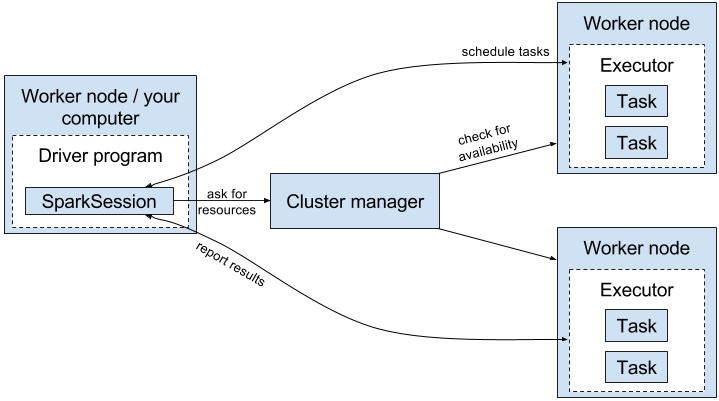 Worker node / your
computer
Driver program
SparkSession
ask for
resources
Cluster manager
schedule tasks
check for
availability
report results
Worker node
Executor
Task
Task
Worker node
Executor
Task
Task